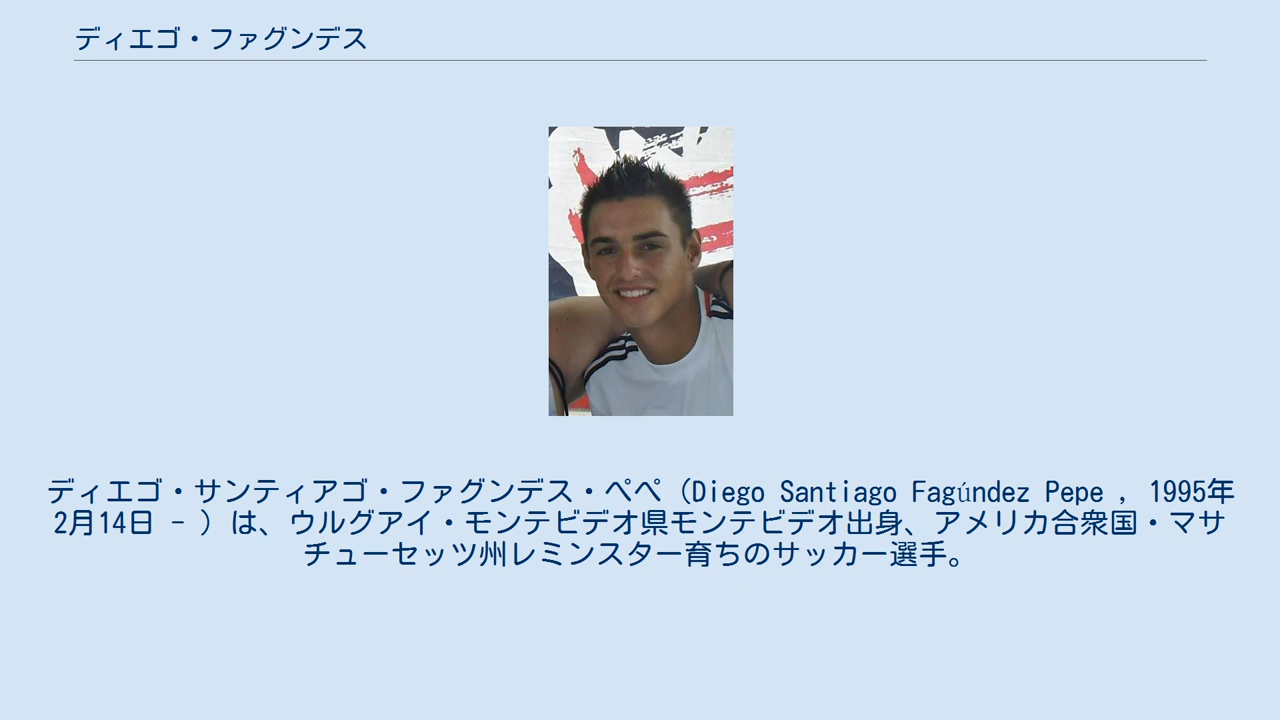 ディエゴ・ファグンデス
ディエゴ・サンティアゴ・ファグンデス・ペペ（Diego Santiago Fagúndez Pepe , 1995年
2月14日 - ）は、ウルグアイ・モンテビデオ県モンテビデオ出身、アメリカ合衆国・マサ
チューセッツ州レミンスター育ちのサッカー選手。